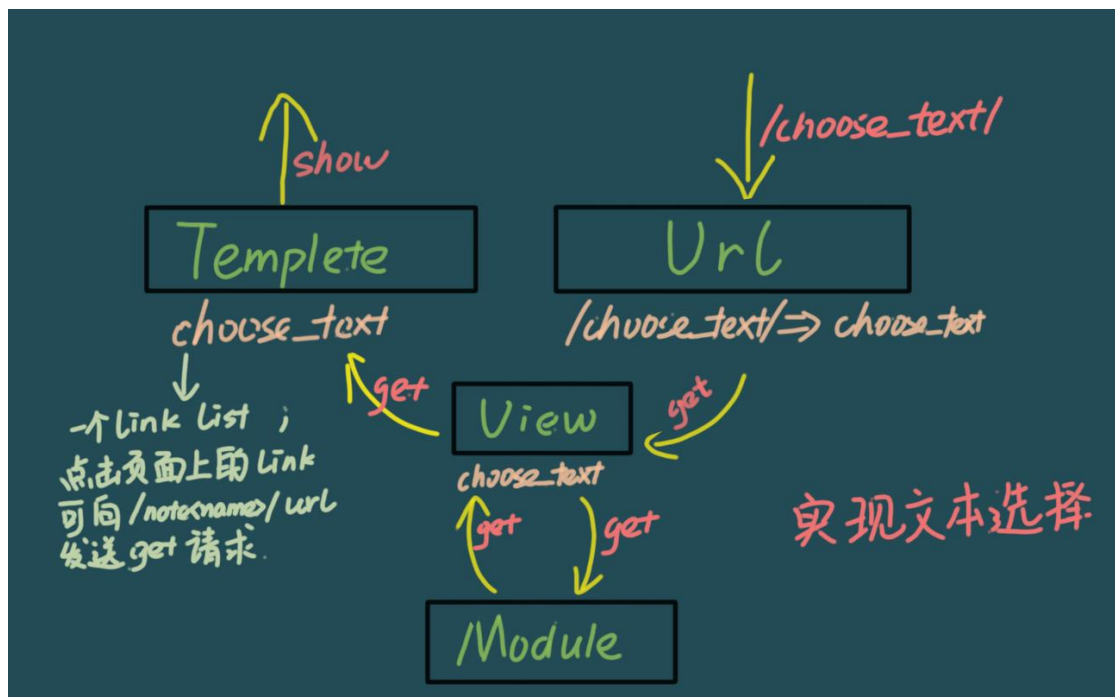 show
/choose_text/
Templete
Url
choose_text
/choose_text/⇒ choose_text
get
get
View
choose_text
一个Link List ;
点击页面上的Link
可向/note<name>/url
发送get请求.
get
get
实现文本选择
Module